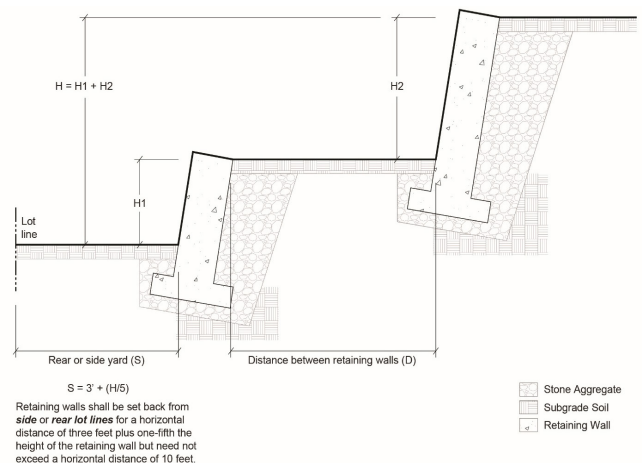 H = H1 + H2
H2
H1
Lot
line
Rear or side yard (S)
Distance between retaining walls (D)
S = 3' + (H/5)
Retaining walls shall be set back from
side or rear lot lines for a horizontal
distance of three feet plus one-fifth the
height of the retaining wall but need not
exceed a horizontal distance of 10 feet.
Stone Aggregate
Subgrade Soil
Retaining Wall